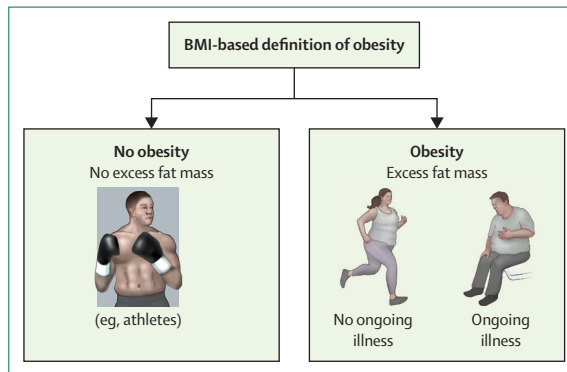 BMI-based definition of obesity
No obesity
No excess fat mass
(eg, athletes)
Obesity
Excess fat mass
No ongoing
illness
Ongoing
illness